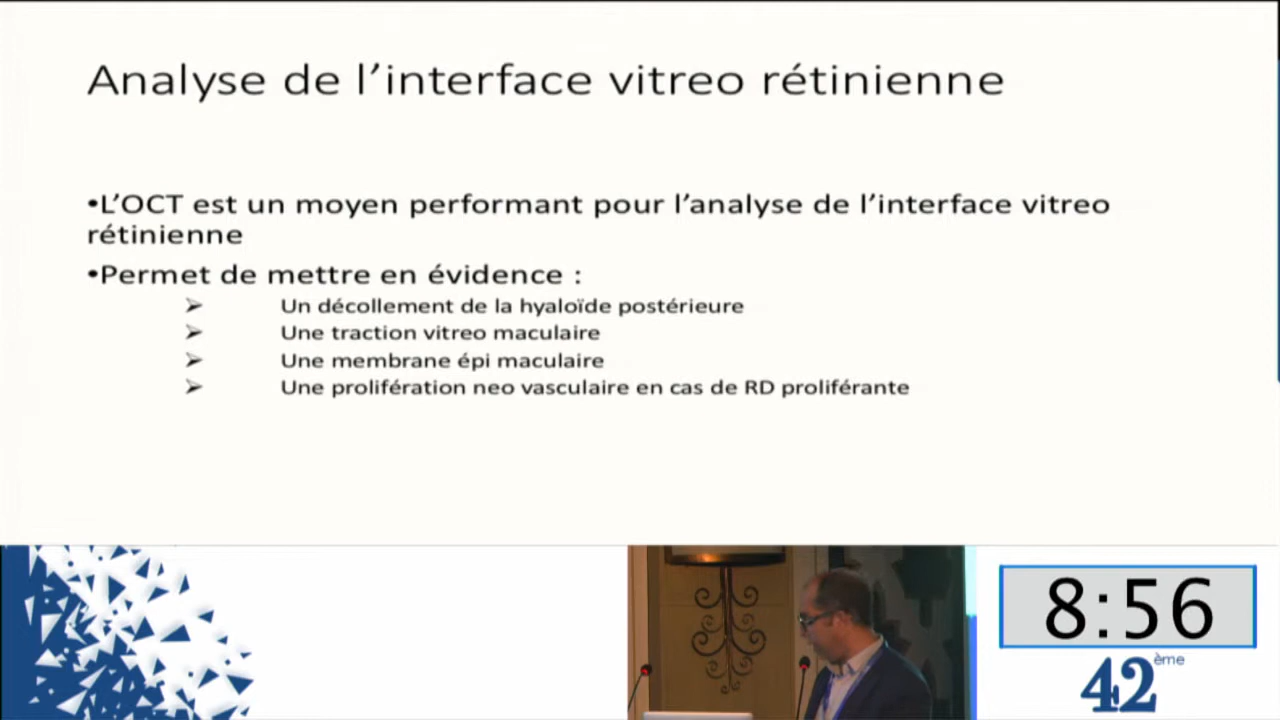 Analyse de l’interface vitreo rétinienne
•L’OCT est un moyen performant pour l’analyse de l’interface vitreo
rétinienne
•Permet de mettre en évidence :
➢ Un décollement de la hyaloïde postérieure
➢ Une traction vitreo maculaire
➢ Une membrane épi maculaire
➢ Une prolifération neo vasculaire en cas de RD proliférante
8:56
42ème